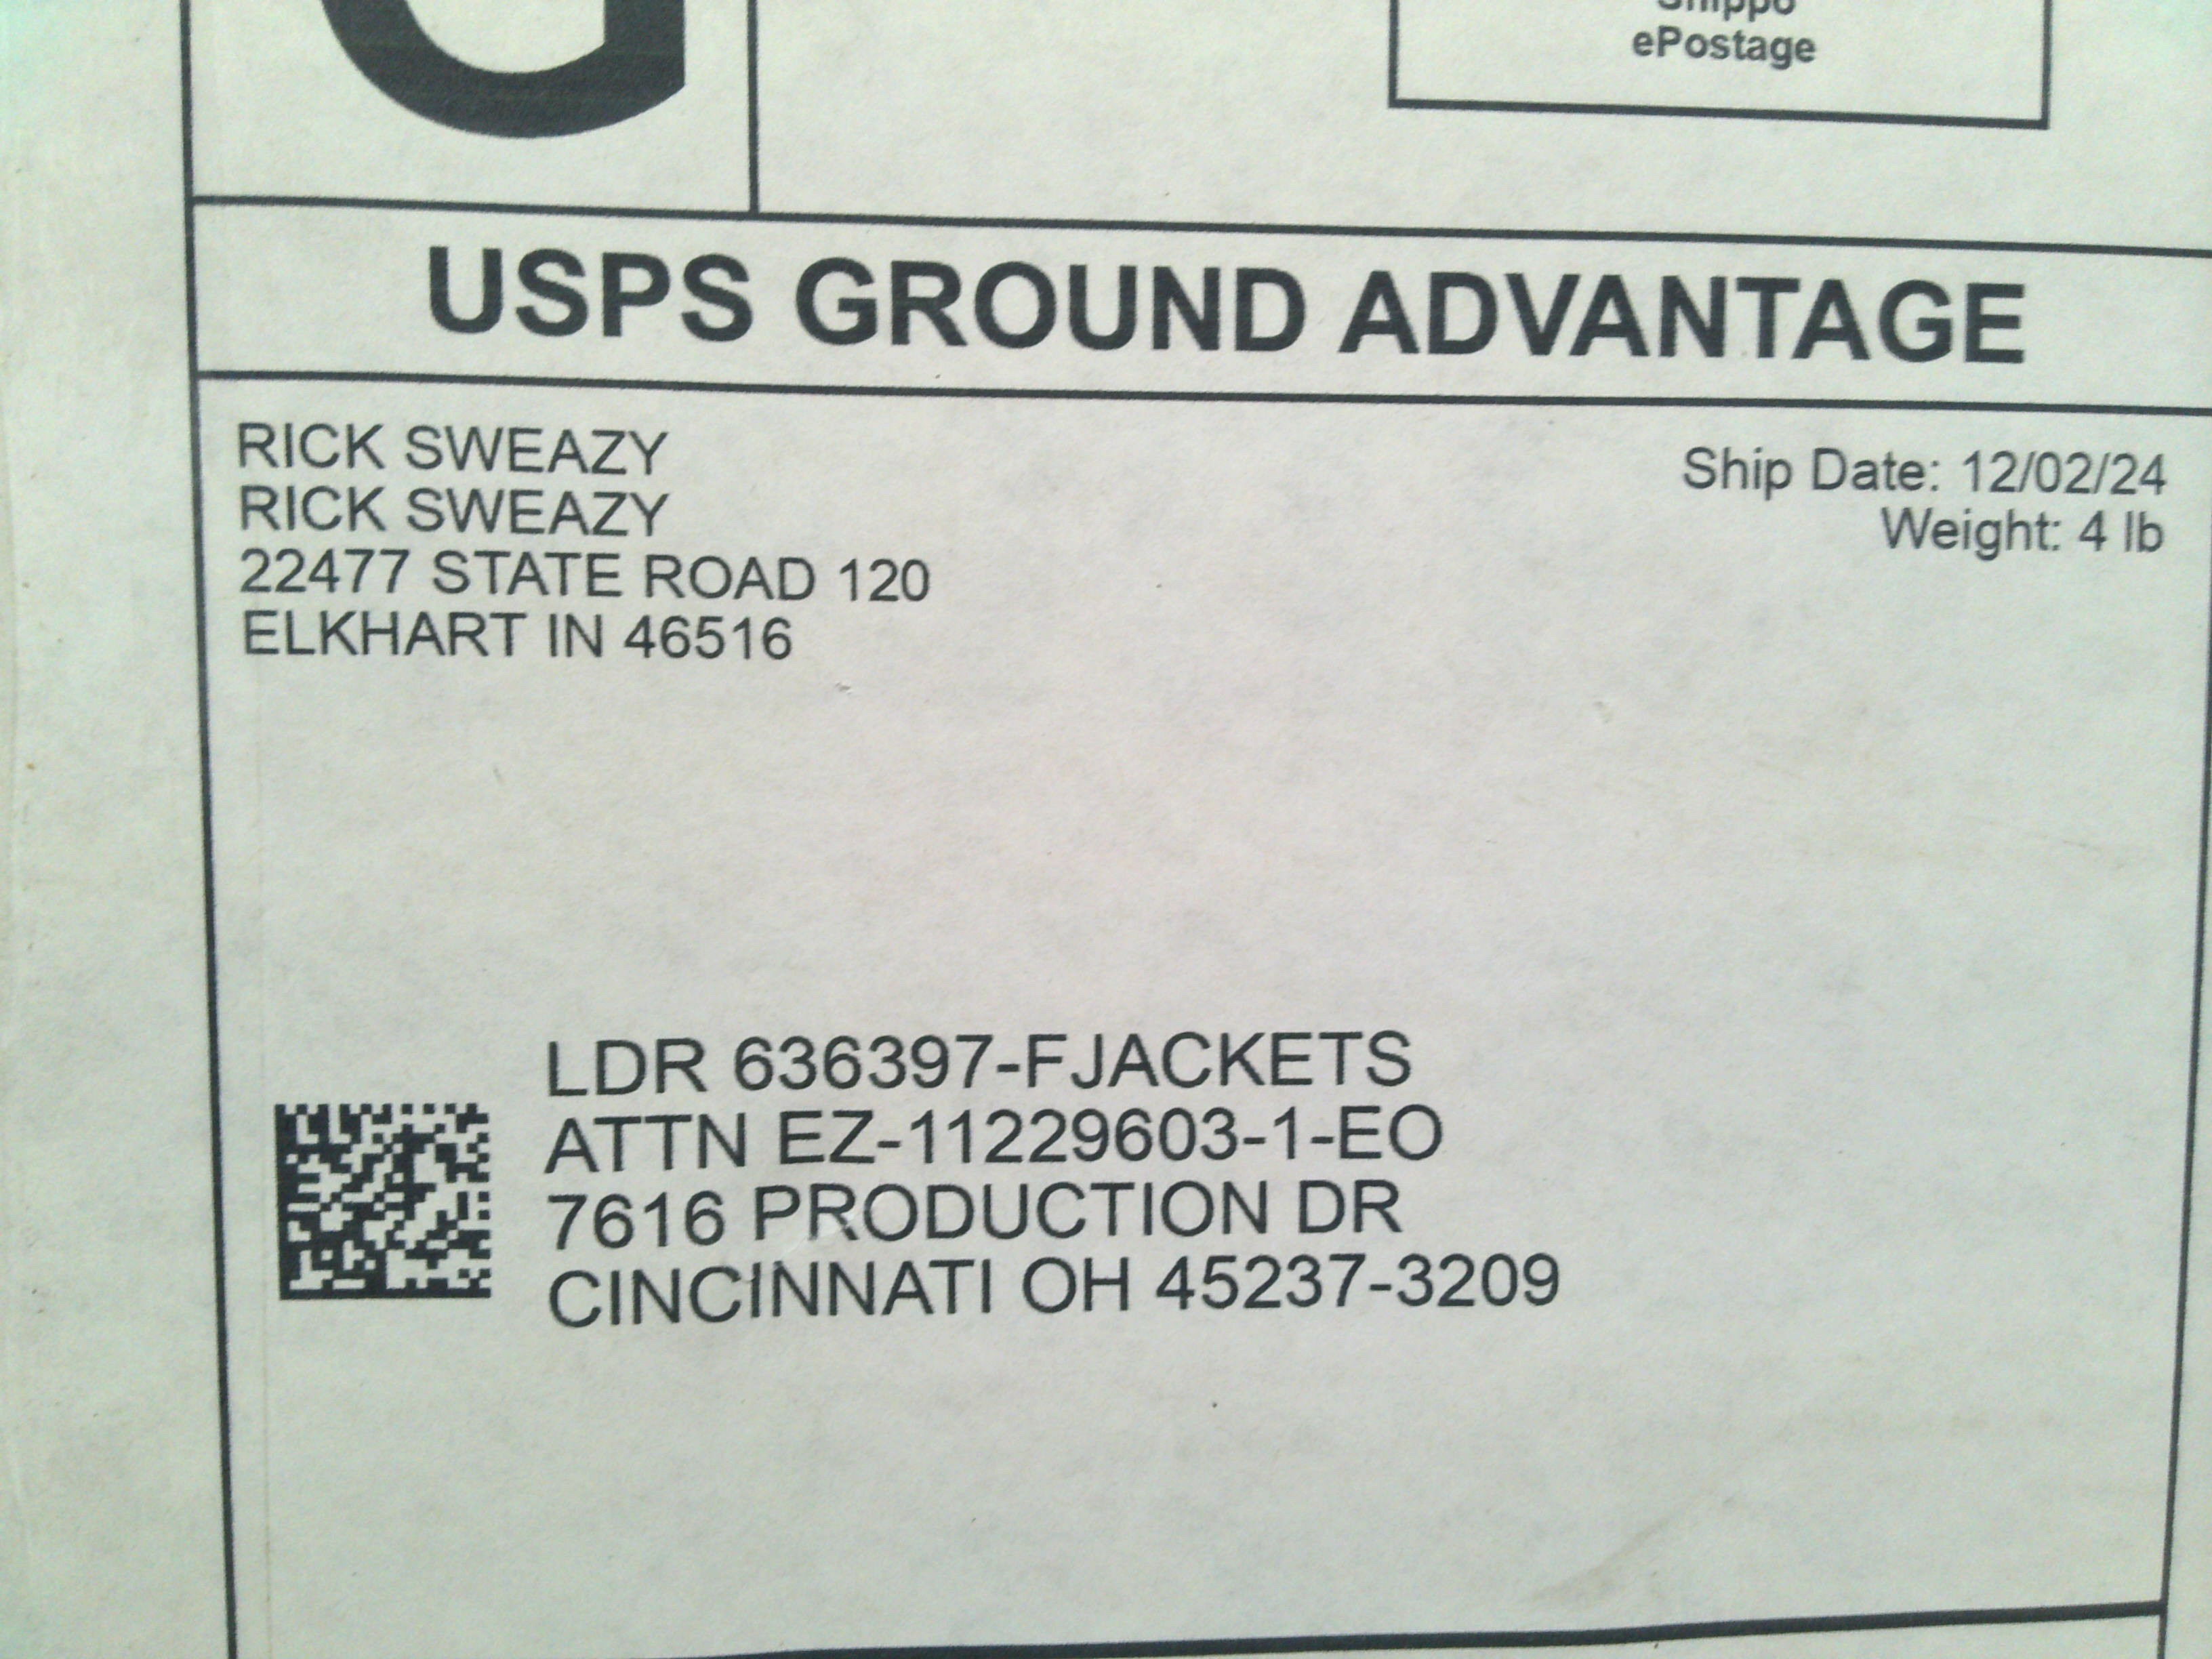 G
Shippo
ePostage
USPS GROUND ADVANTAGE
RICK SWEAZY
RICK SWEAZY
22477 STATE ROAD 120
ELKHART IN 46516
Ship Date: 12/02/24
Weight: 4 lb
LDR 636397-FJACKETS
ATTN EZ-11229603-1-EO
7616 PRODUCTION DR
CINCINNATI OH 45237-3209